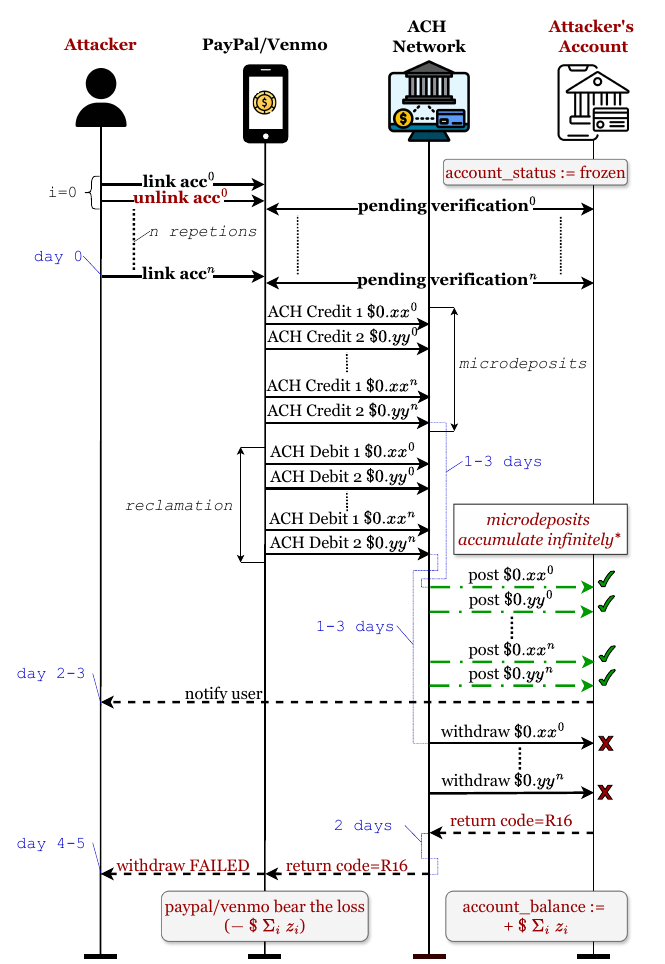 Attacker
PayPal/Venmo
ACH
Network
Attacker's
Account
account_status := frozen
i=0
link acc⁰
unlink acc⁰
pending verification⁰
n repetions
day 0
link accⁿ
pending verificationⁿ
ACH Credit 1 $0.xx⁰
ACH Credit 2 $0.yy⁰
microdeposits
ACH Credit 1 $0.xxⁿ
ACH Credit 2 $0.yyⁿ
1-3 days
ACH Debit 1 $0.xx⁰
ACH Debit 2 $0.yy⁰
reclamation
ACH Debit 1 $0.xxⁿ
ACH Debit 2 $0.yyⁿ
microdeposits
accumulate infinitely*
post $0.xx⁰
post $0.yy⁰
1-3 days
post $0.xxⁿ
post $0.yyⁿ
day 2-3
notify user
withdraw $0.xx⁰
X
withdraw $0.yyⁿ
X
return code=R16
2 days
day 4-5
withdraw FAILED
return code=R16
paypal/venmo bear the loss
(− $ Σᵢ zᵢ)
account_balance :=
+ $ Σᵢ zᵢ